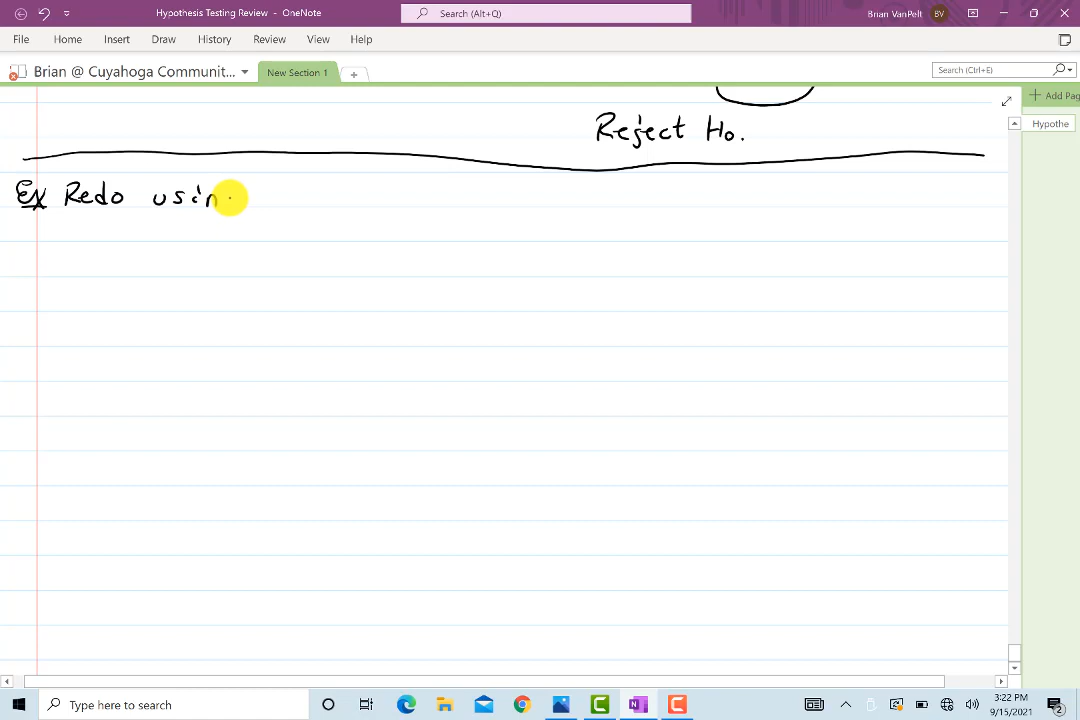 Hypothesis Testing Review - OneNote
Search (Alt+Q)
Brian VanPelt
BV
File Home Insert Draw History Review View Help
Brian @ Cuyahoga Communit...
New Section 1
Search (Ctrl+E)
Add Pag
Hypothe
Reject Ho.
Ex Redo usin
Type here to search
3:22 PM
9/15/2021
2